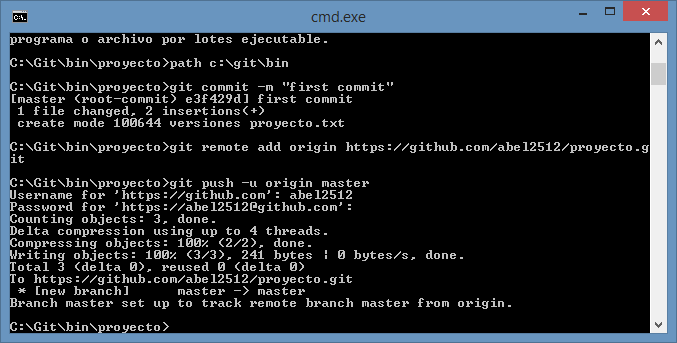 cmd.exe
programa o archivo por lotes ejecutable.
C:\Git\bin\proyecto>path c:\git\bin
C:\Git\bin\proyecto>git commit -m "first commit"
[master (root-commit) e3f429d] first commit
 1 file changed, 2 insertions(+)
 create mode 100644 versiones proyecto.txt
C:\Git\bin\proyecto>git remote add origin https://github.com/abel2512/proyecto.g
it
C:\Git\bin\proyecto>git push -u origin master
Username for 'https://github.com': abel2512
Password for 'https://abel2512@github.com':
Counting objects: 3, done.
Delta compression using up to 4 threads.
Compressing objects: 100% (2/2), done.
Writing objects: 100% (3/3), 241 bytes | 0 bytes/s, done.
Total 3 (delta 0), reused 0 (delta 0)
To https://github.com/abel2512/proyecto.git
 * [new branch]      master -> master
Branch master set up to track remote branch master from origin.
C:\Git\bin\proyecto>